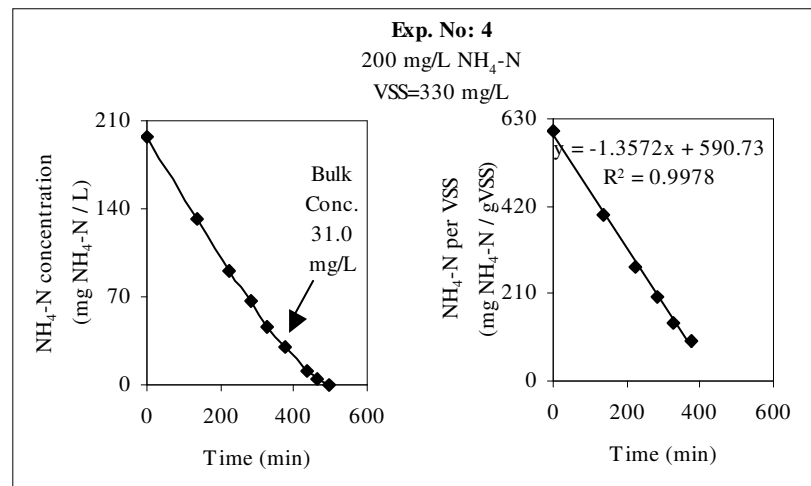 Exp. No: 4
200 mg/L NH₄-N
VSS=330 mg/L
NH₄-N concentration
(mg NH₄-N / L)
210
140
70
0
Bulk
Conc.
31.0
mg/L
0 200 400 600
Time (min)
NH₄-N per VSS
(mg NH₄-N / gVSS)
630
420
210
0
y = -1.3572x + 590.73
R² = 0.9978
0 200 400 600
Time (min)